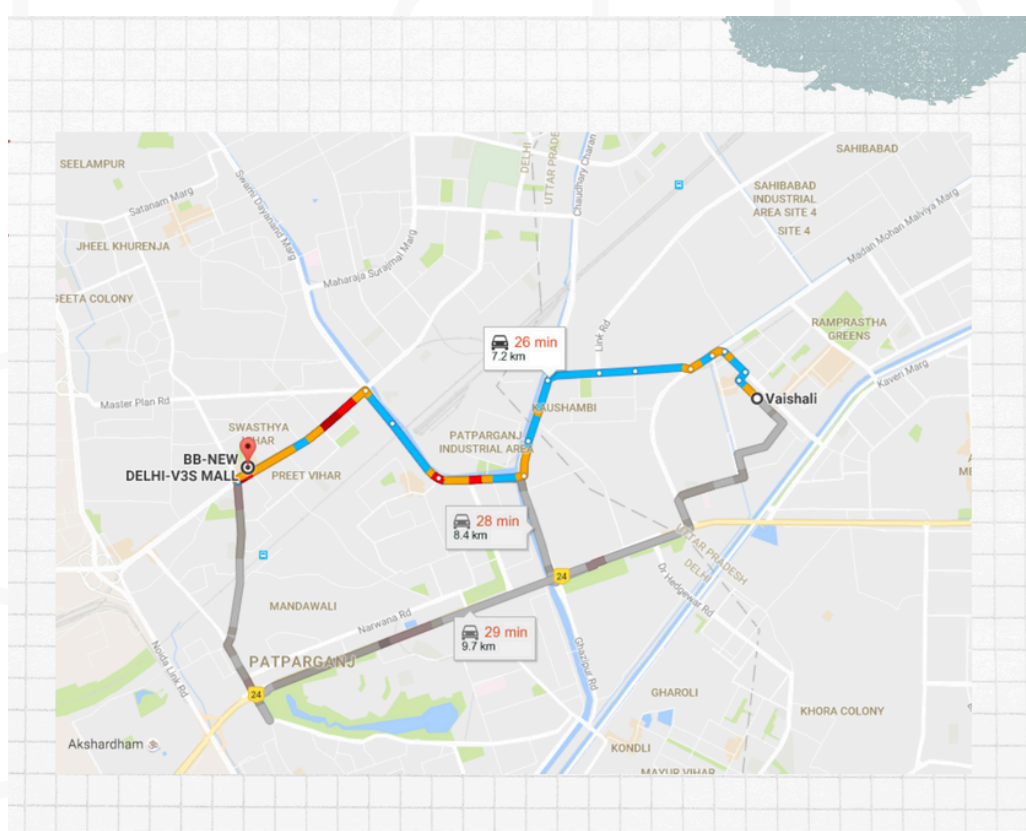 SEELAMPUR
Satanam Marg
JHEEL KHURENJA
GEETA COLONY
Swami Dayanand Marg
Maharaja Surajmal Marg
DELHI
UTTAR PRADE
Chaudhary Charan
SAHIBABAD
SAHIBABAD
INDUSTRIAL
AREA SITE 4
SITE 4
Madan Mohan Malviya Marg
RAMPRASTHA
GREENS
Kaveri Marg
26 min
7.2 km
Link Rd
Master Plan Rd
KAUSHAMBI
Vaishali
SWASTHYA
VIHAR
PATPARGANJ
INDUSTRIAL AREA
BB-NEW
DELHI-V3S MALL
PREET VIHAR
28 min
8.4 km
UTTAR PRADESH
DELHI
24
Dr Hedgewar Rd
MANDAWALI
Narwana Rd
29 min
9.7 km
Noida Link Rd
PATPARGANJ
24
Ghazipur Rd
GHAROLI
KHORA COLONY
Akshardham
KONDLI
MAYUR VIHAR